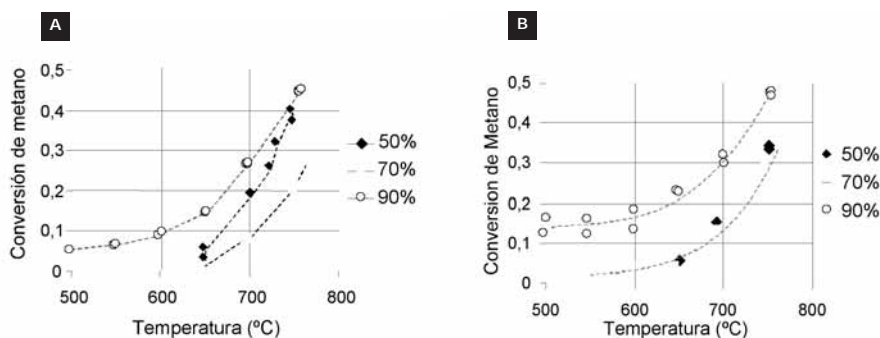 A
Conversión de metano
0,5
0,4
0,3
0,2
0,1
0
500 600 700 800
Temperatura (ºC)
50%
70%
90%
B
Conversion de Metano
0,5
0,4
0,3
0,2
0,1
0
500 600 700 800
Temperatura (ºC)
50%
70%
90%